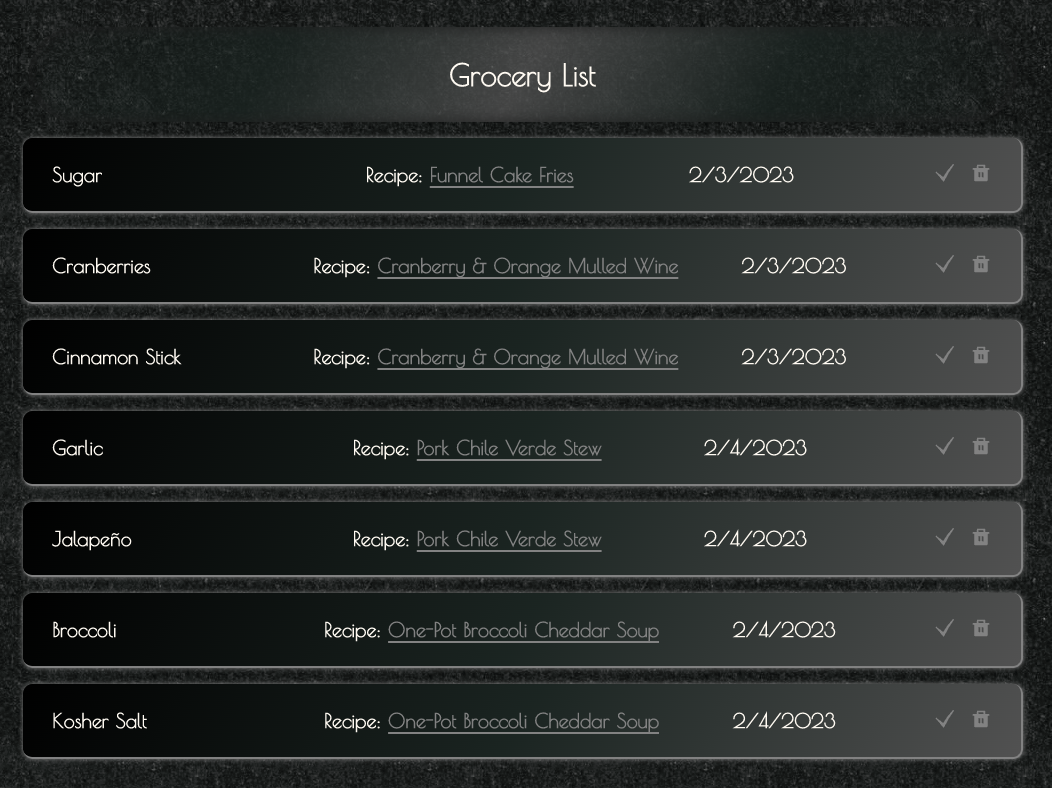 Grocery List
Sugar Recipe: Funnel Cake Fries 2/3/2023
Cranberries Recipe: Cranberry & Orange Mulled Wine 2/3/2023
Cinnamon Stick Recipe: Cranberry & Orange Mulled Wine 2/3/2023
Garlic Recipe: Pork Chile Verde Stew 2/4/2023
Jalapeño Recipe: Pork Chile Verde Stew 2/4/2023
Broccoli Recipe: One-Pot Broccoli Cheddar Soup 2/4/2023
Kosher Salt Recipe: One-Pot Broccoli Cheddar Soup 2/4/2023